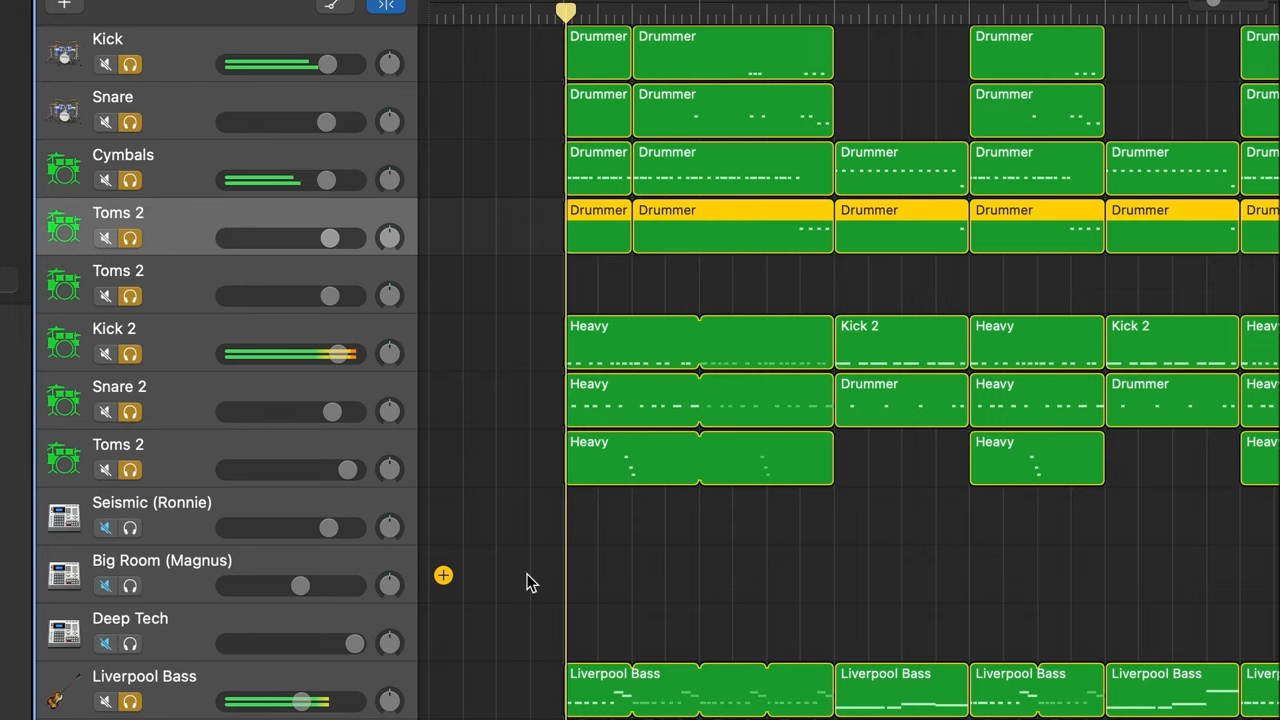 Kick
Drummer Drummer Drummer Drum
Snare
Drummer Drummer Drummer Drum
Cymbals
Drummer Drummer Drummer Drummer Drummer Drum
Toms 2
Drummer Drummer Drummer Drummer Drummer Drum
Toms 2
Kick 2
Heavy Kick 2 Heavy Kick 2 Heav
Snare 2
Heavy Drummer Heavy Drummer Heav
Toms 2
Heavy Heavy Heav
Seismic (Ronnie)
Big Room (Magnus)
Deep Tech
Liverpool Bass
Liverpool Bass Liverpool Bass Liverpool Bass Liverpool Bass Liverp